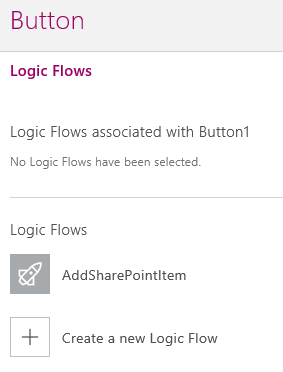 Button
Logic Flows
Logic Flows associated with Button1
No Logic Flows have been selected.
Logic Flows
AddSharePointItem
Create a new Logic Flow